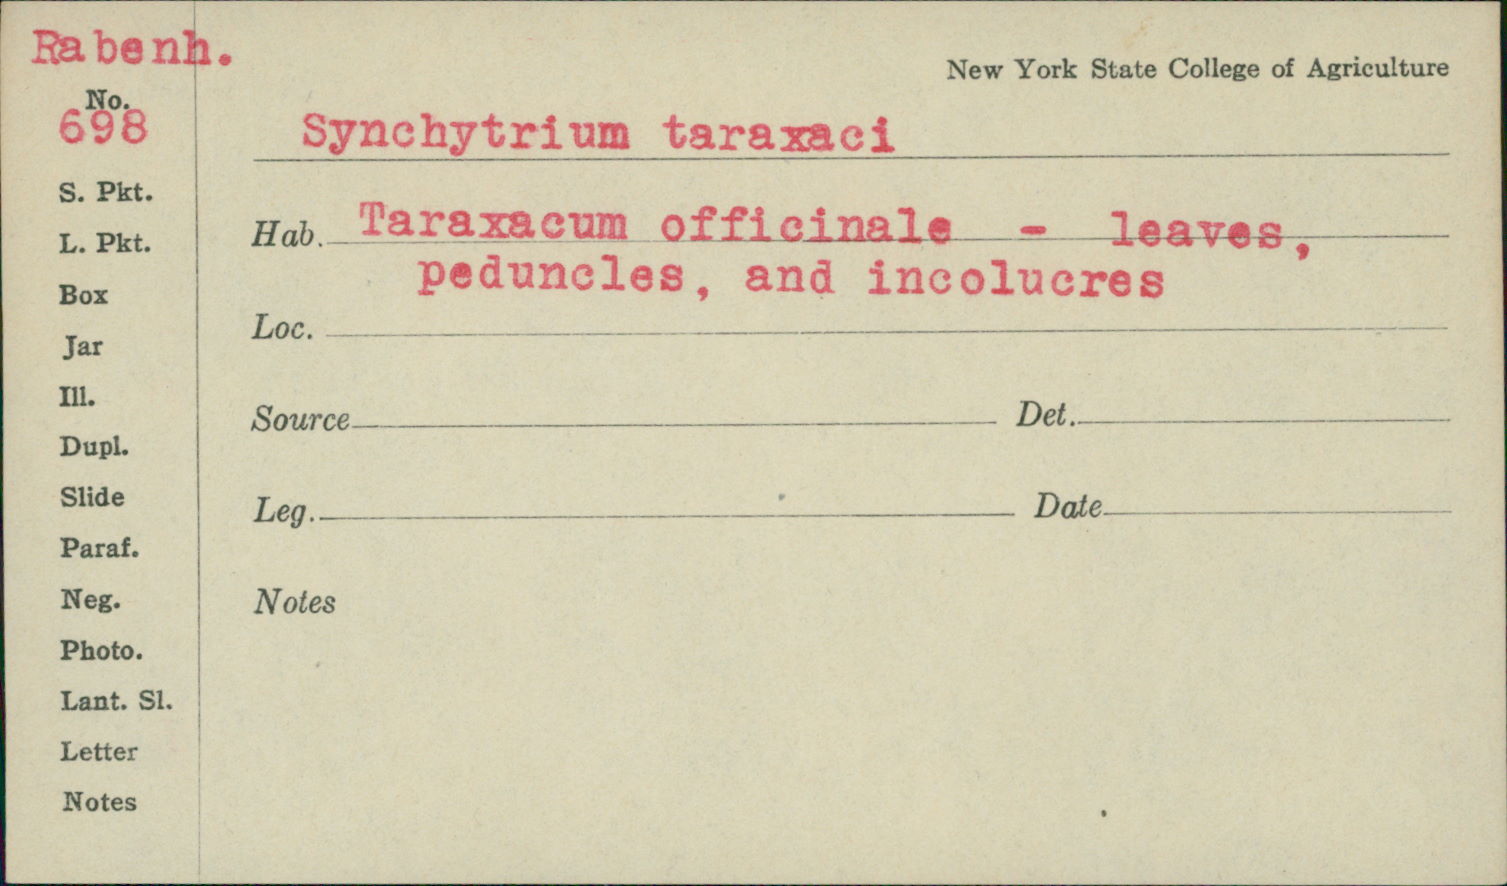 Rabenh.
New York State College of Agriculture
No.
698
Synchytrium taraxaci
S. Pkt.
Hab. Taraxacum officinale - leaves,
L. Pkt.
peduncles, and incolucres
Box
Loc.
Jar
Ill.
Source Det.
Dupl.
Slide
Leg. Date
Paraf.
Neg.
Notes
Photo.
Lant. Sl.
Letter
Notes